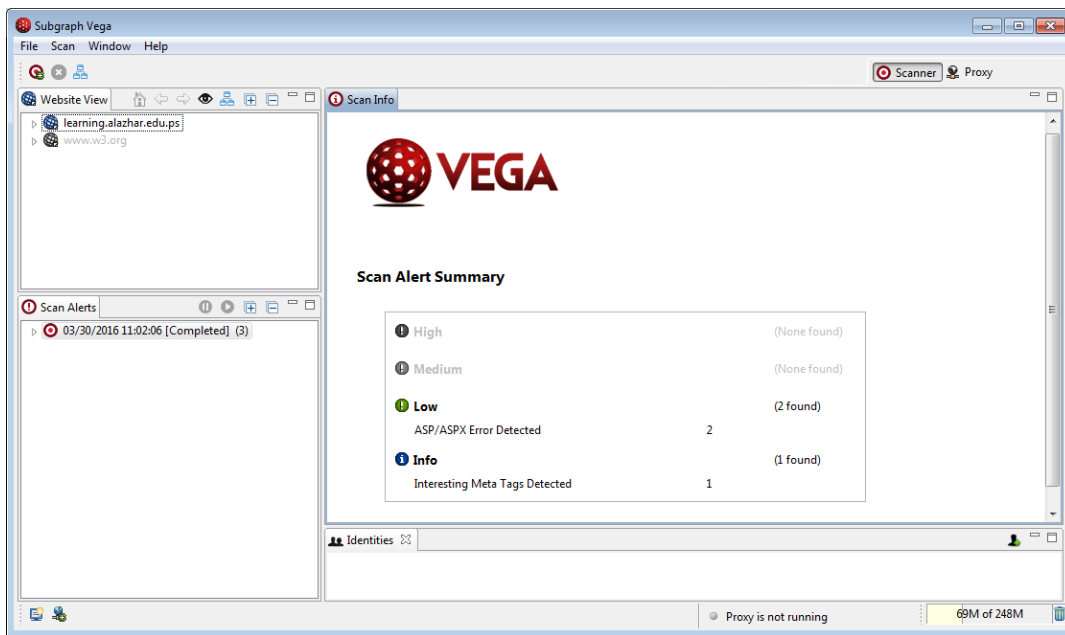 Subgraph Vega
File Scan Window Help
Scanner Proxy
Website View
learning.alazhar.edu.ps
www.w3.org
Scan Alerts
03/30/2016 11:02:06 [Completed] (3)
Scan Info
VEGA
Scan Alert Summary
High (None found)
Medium (None found)
Low (2 found)
ASP/ASPX Error Detected 2
Info (1 found)
Interesting Meta Tags Detected 1
Identities
Proxy is not running
69M of 248M